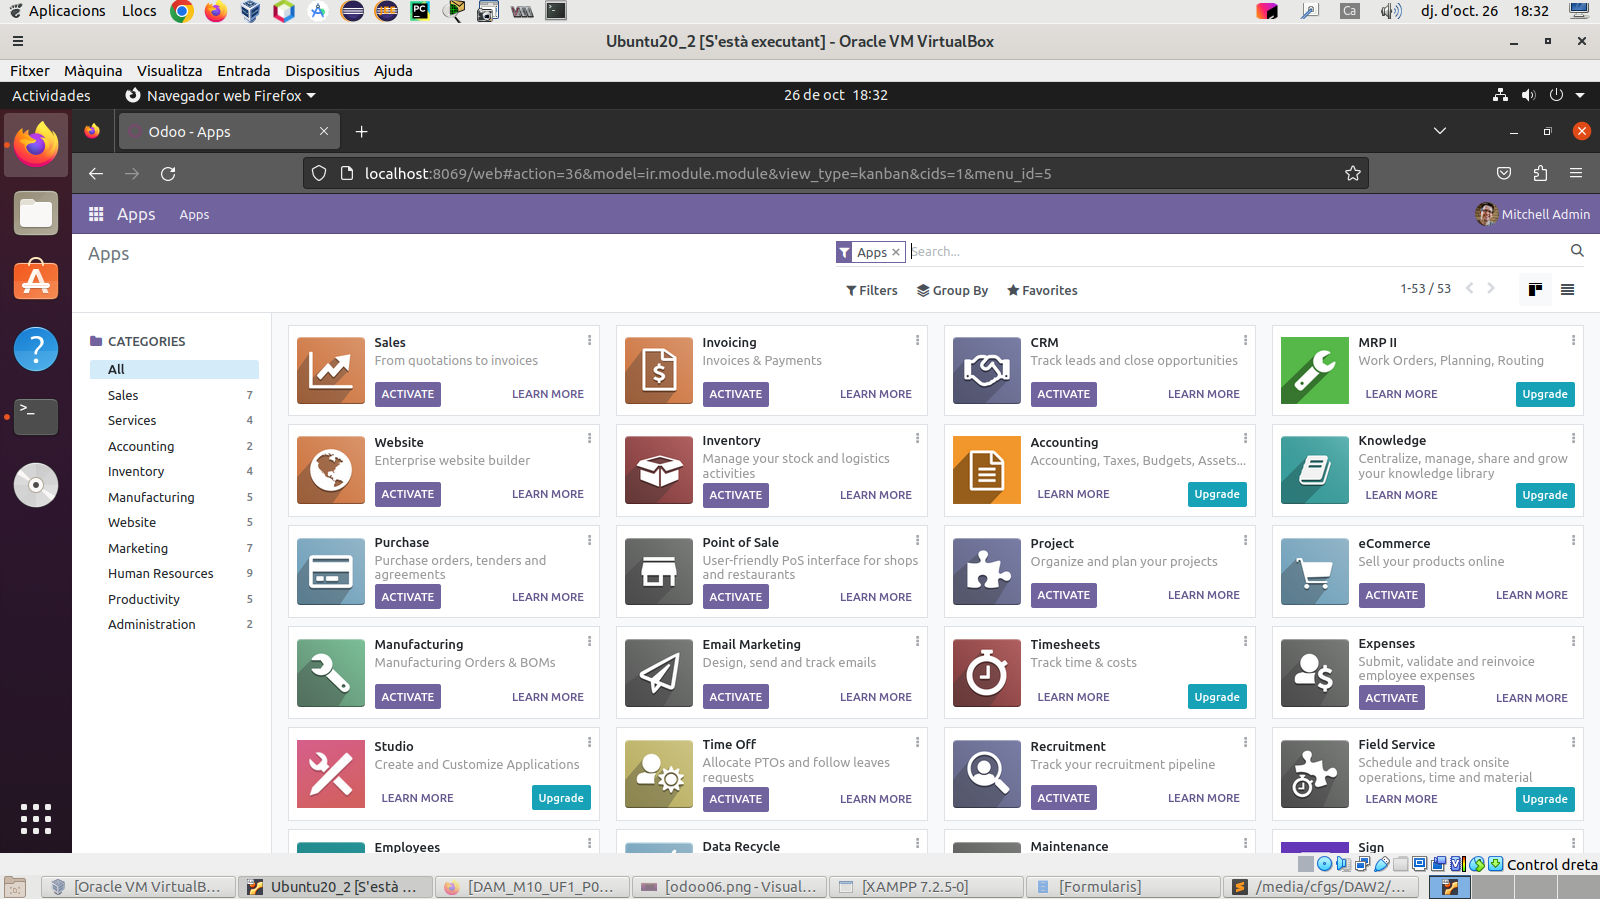 Aplicacions Llocs Ca dj. d'oct. 26 18:32
Ubuntu20_2 [S'està executant] - Oracle VM VirtualBox
Fitxer Màquina Visualitza Entrada Dispositius Ajuda
Actividades Navegador web Firefox 26 de oct 18:32
Odoo - Apps
localhost:8069/web#action=36&model=ir.module.module&view_type=kanban&cids=1&menu_id=5
Apps Apps Mitchell Admin
Apps Apps Search...
Filters Group By Favorites 1-53 / 53
CATEGORIES
All
Sales 7
Services 4
Accounting 2
Inventory 4
Manufacturing 5
Website 5
Marketing 7
Human Resources 9
Productivity 5
Administration 2
Sales
From quotations to invoices
ACTIVATE LEARN MORE
Invoicing
Invoices & Payments
ACTIVATE LEARN MORE
CRM
Track leads and close opportunities
ACTIVATE LEARN MORE
MRP II
Work Orders, Planning, Routing
LEARN MORE Upgrade
Website
Enterprise website builder
ACTIVATE LEARN MORE
Inventory
Manage your stock and logistics
activities
ACTIVATE LEARN MORE
Accounting
Accounting, Taxes, Budgets, Assets...
LEARN MORE Upgrade
Knowledge
Centralize, manage, share and grow
your knowledge library
LEARN MORE Upgrade
Purchase
Purchase orders, tenders and
agreements
ACTIVATE LEARN MORE
Point of Sale
User-friendly PoS interface for shops
and restaurants
ACTIVATE LEARN MORE
Project
Organize and plan your projects
ACTIVATE LEARN MORE
eCommerce
Sell your products online
ACTIVATE LEARN MORE
Manufacturing
Manufacturing Orders & BOMs
ACTIVATE LEARN MORE
Email Marketing
Design, send and track emails
ACTIVATE LEARN MORE
Timesheets
Track time & costs
LEARN MORE Upgrade
Expenses
Submit, validate and reinvoice
employee expenses
ACTIVATE LEARN MORE
Studio
Create and Customize Applications
LEARN MORE Upgrade
Time Off
Allocate PTOs and follow leaves
requests
ACTIVATE LEARN MORE
Recruitment
Track your recruitment pipeline
ACTIVATE LEARN MORE
Field Service
Schedule and track onsite
operations, time and material
LEARN MORE Upgrade
Employees
Data Recycle
Maintenance
Sign
Control dreta
[Oracle VM VirtualB... Ubuntu20_2 [S'està ... [DAM_M10_UF1_P0... [odoo06.png - Visual... [XAMPP 7.2.5-0] [Formularis] /media/cfgs/DAW2/...